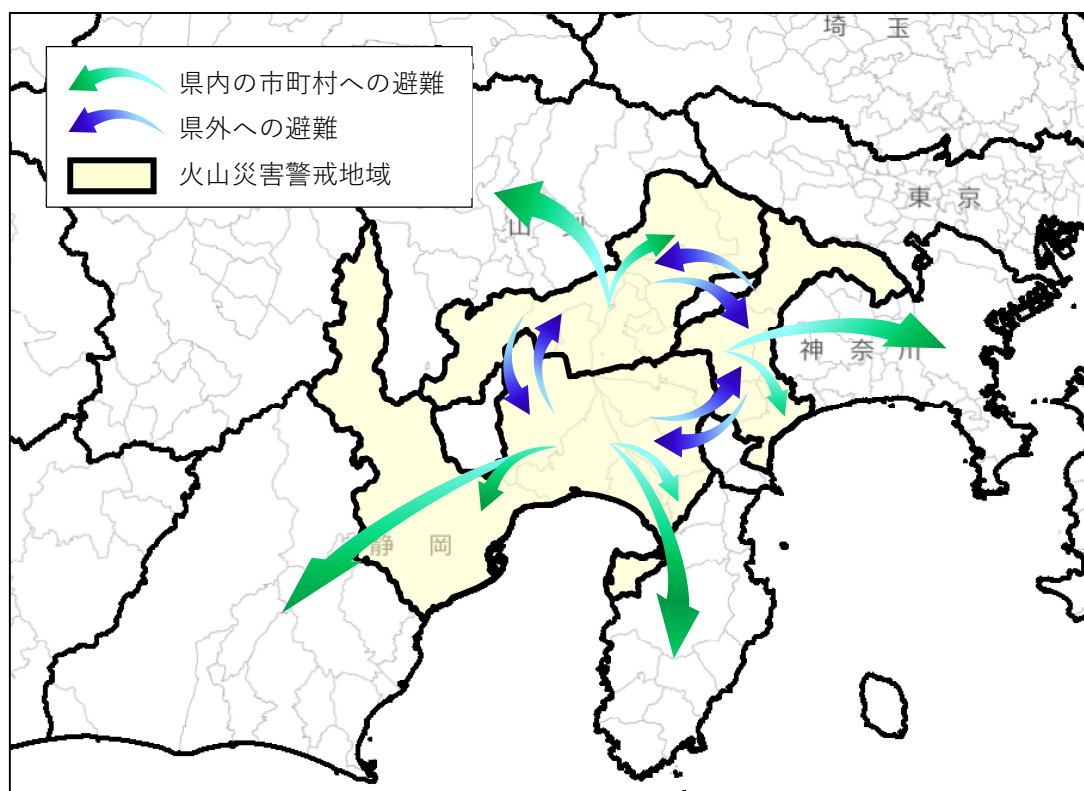 県内の市町村への避難
県外への避難
火山災害警戒地域
埼玉
東京
山梨
神奈川
静岡